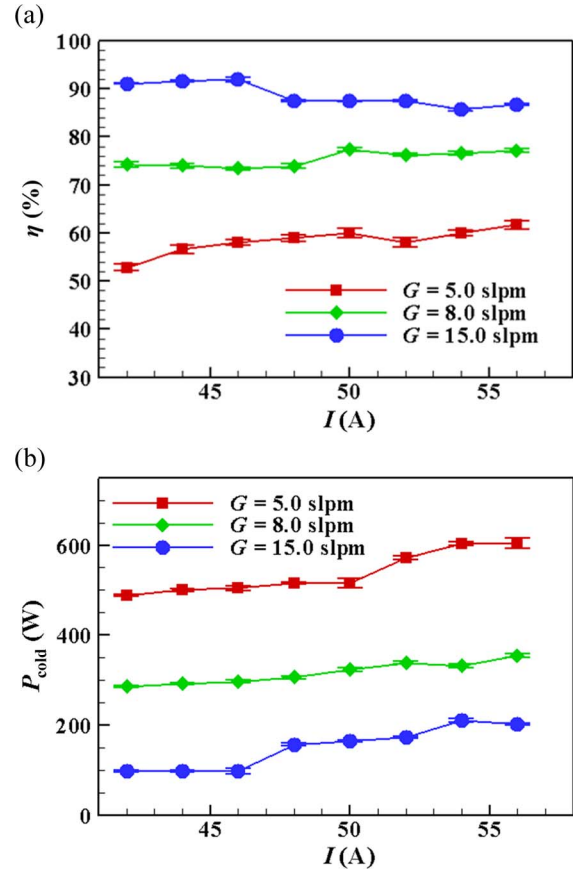 (a)
100
90
80
70
60
50
40
30
η (%)
G = 5.0 slpm
G = 8.0 slpm
G = 15.0 slpm
45
50
55
I (A)
(b)
G = 5.0 slpm
G = 8.0 slpm
G = 15.0 slpm
600
400
200
0
Pcold (W)
45
50
55
I (A)